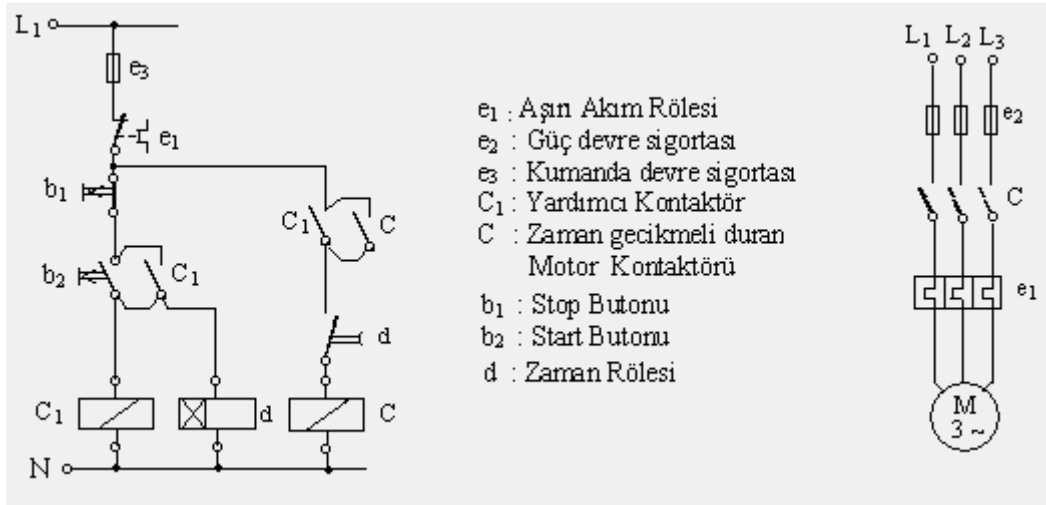 L1
e3
e1
b1
C1
C
b2
C1
d
C1
d
C
N
e1 : Aşırı Akım Rölesi
e2 : Güç devre sigortası
e3 : Kumanda devre sigortası
C1 : Yardımcı Kontaktör
C : Zaman gecikmeli duran
Motor Kontaktörü
b1 : Stop Butonu
b2 : Start Butonu
d : Zaman Rölesi
L1 L2 L3
e2
C
e1
M
3 ~